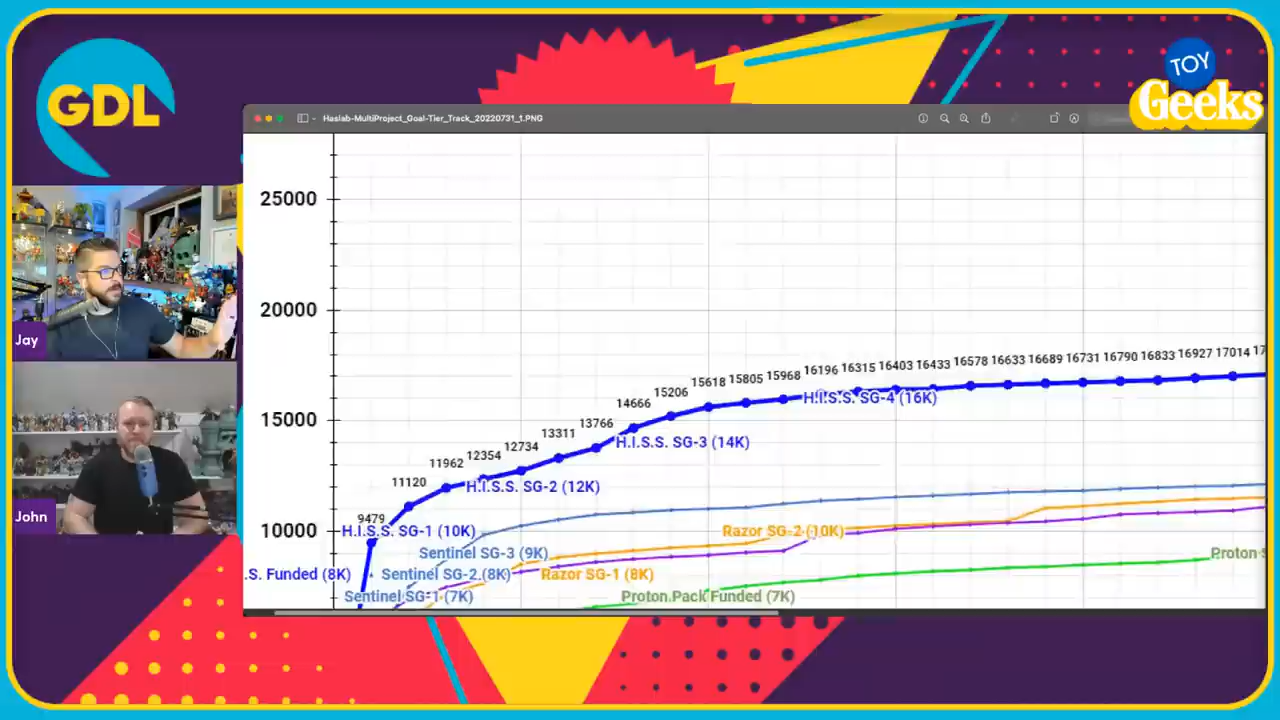 GDL
TOY
Geeks
Haslab-MultiProject_Goal-Tier_Track_20220731_1.PNG
25000
20000
15000
10000
9479
11120
11962
12354
12734
13311
13766
14666
15206
15618
15805
15968
16196
16315
16403
16433
16578
16633
16689
16731
16790
16833
16927
17014
17
H.I.S.S. SG-4 (16K)
H.I.S.S. SG-3 (14K)
H.I.S.S. SG-2 (12K)
H.I.S.S. SG-1 (10K)
Razor SG-2 (10K)
Sentinel SG-3 (9K)
Proton S
.S. Funded (8K)
Sentinel SG-2 (8K)
Razor SG-1 (8K)
Sentinel SG-1 (7K)
Proton Pack Funded (7K)
Jay
John